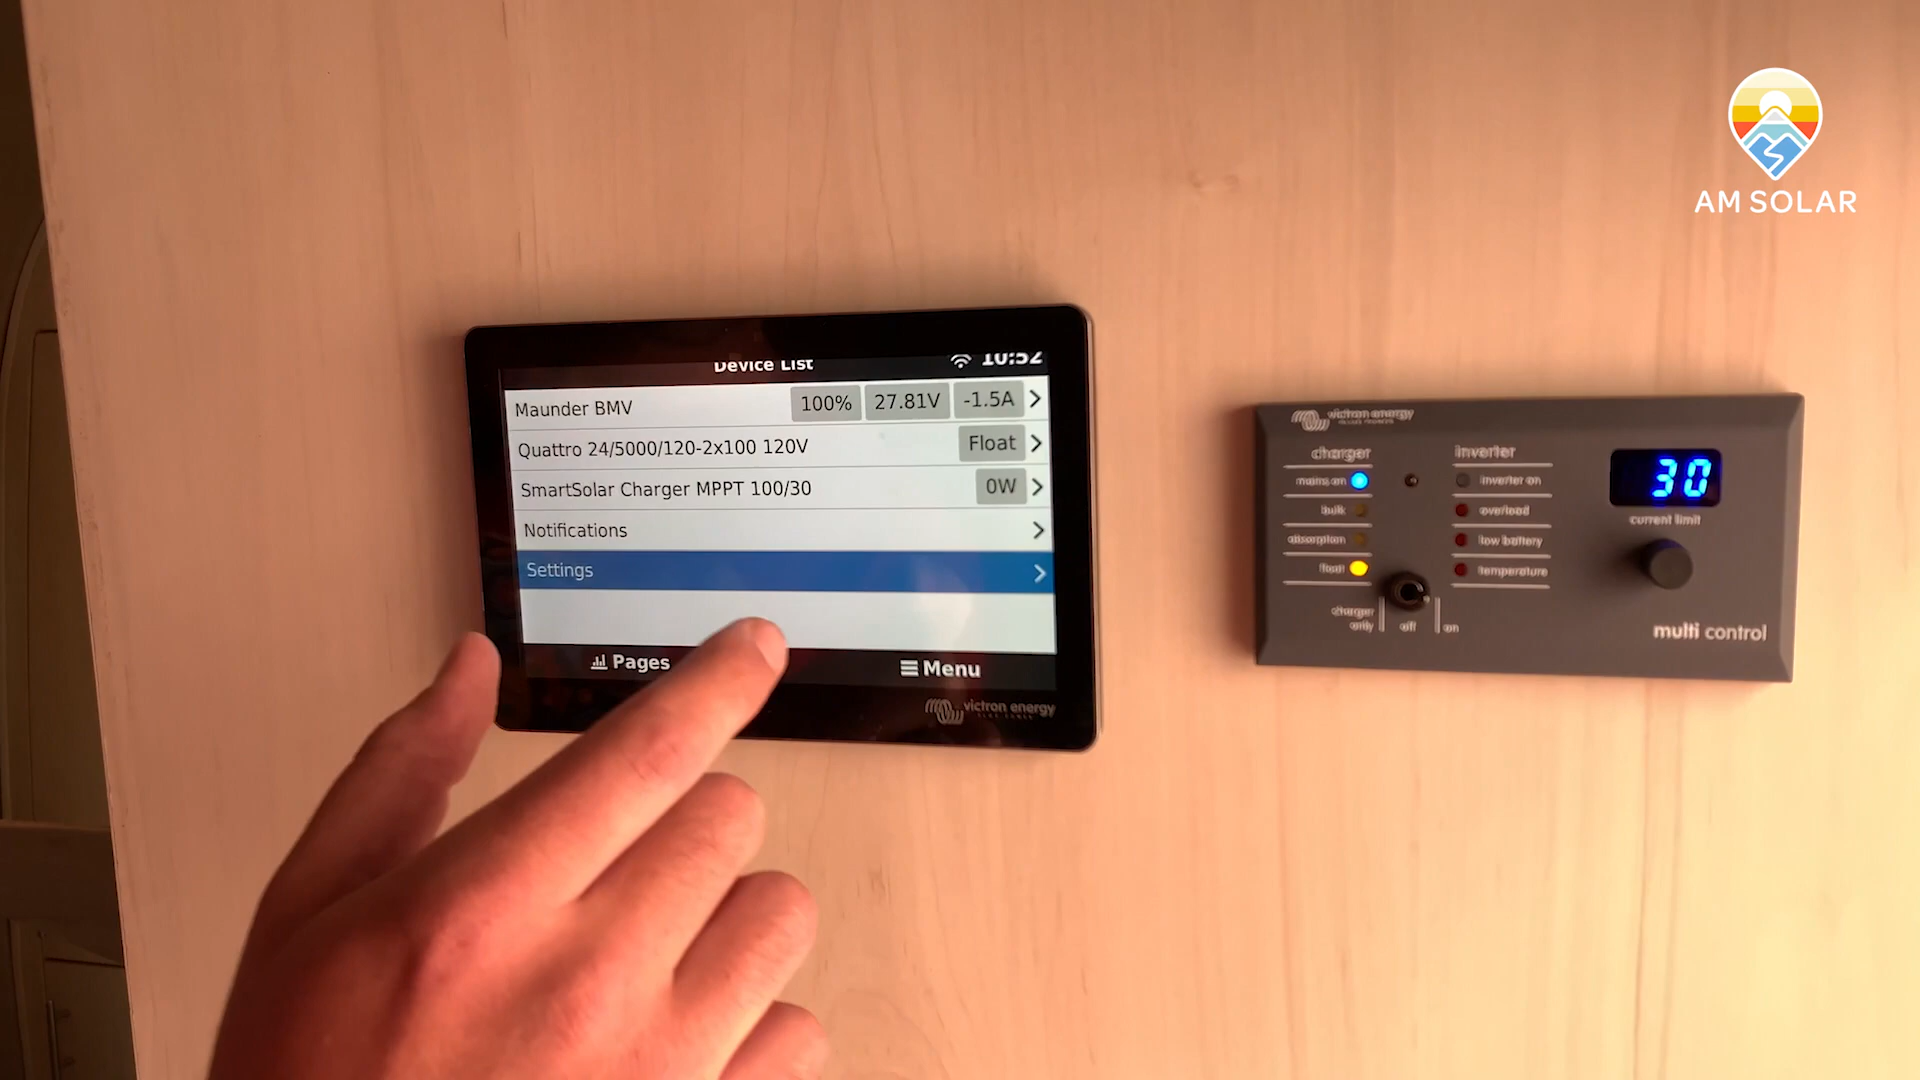 AM SOLAR
Device List 10:52
Maunder BMV 100% 27.81V -1.5A
Quattro 24/5000/120-2x100 120V Float
SmartSolar Charger MPPT 100/30 0W
Notifications
Settings
Pages Menu
victron energy
victron energy
charger
mains on
bulk
absorption
float
charger only
off
on
inverter
inverter on
overload
low battery
temperature
30
current limit
multi control